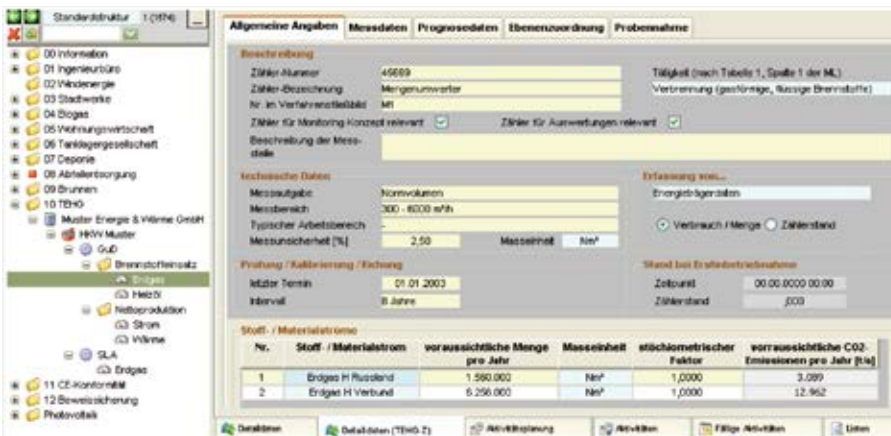 Standardstruktur 1 (1f74)
00 Information
01 Ingenieurbüro
02 Windenergie
03 Stadtwerke
04 Biogas
05 Wohnungswirtschaft
06 Tanklagergesellschaft
07 Deponie
08 Abfallentsorgung
09 Brunnen
10 TEHG
Muster Energie & Wärme GmbH
HKW Muster
GuD
Brennstoffeinsatz
Erdgas
Heizöl
Nettoproduktion
Strom
Wärme
SLA
Erdgas
11 CE-Konformität
12 Beweissicherung
Photovoltaik
Allgemeine Angaben Messdaten Prognosedaten Ebenenzuordnung Probennahme
Beschreibung
Zähler-Nummer 45689 Tätigkeit (nach Tabelle 1, Spalte 1 der ML)
Zähler-Bezeichnung Mengenumwerter Verbrennung (gasförmige, flüssige Brennstoffe)
Nr. im Verfahrensfließbild M1
Zähler für Monitoring Konzept relevant Zähler für Auswertungen relevant
Beschreibung der Mess-
stelle
technische Daten Erfassung von...
Messaufgabe Normvolumen Energieträgerdaten
Messbereich 300 - 6000 m³/h
Typischer Arbeitsbereich - Verbrauch / Menge Zählerstand
Messunsicherheit [%] 2,50 Masseinheit Nm³
Prüfung / Kalibrierung / Eichung Stand bei Erstinbetriebnahme
letzter Termin 01.01.2003 Zeitpunkt 00.00.0000 00:00
Intervall 8 Jahre Zählerstand ,000
Stoff- / Materialströme
Nr. Stoff- / Materialstrom voraussichtliche Menge Masseinheit stöchiometrischer vorraussichtliche CO2-
pro Jahr Faktor Emissionen pro Jahr [t/a]
1 Erdgas H Russland 1.560.000 Nm³ 1,0000 3.089
2 Erdgas H Verbund 6.256.000 Nm³ 1,0000 12.962
Detaildaten Detaildaten (TEHG-Z) Aktivitätsplanung Aktivitäten Fällige Aktivitäten Listen